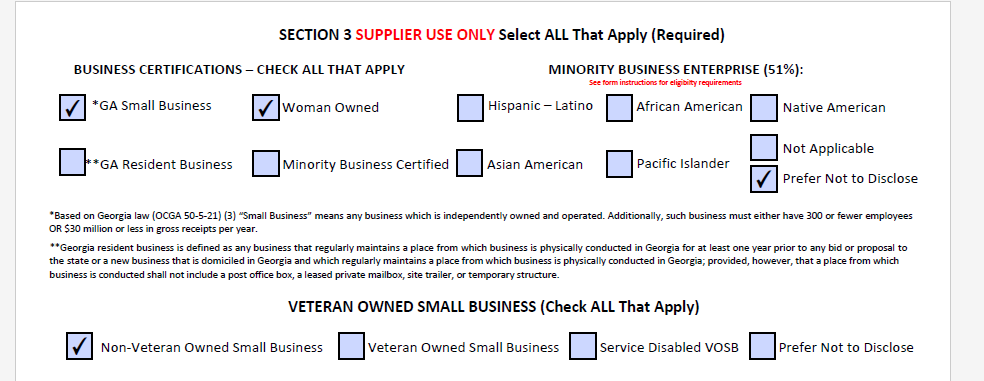 SECTION 3 SUPPLIER USE ONLY Select ALL That Apply (Required)
BUSINESS CERTIFICATIONS – CHECK ALL THAT APPLY
MINORITY BUSINESS ENTERPRISE (51%):
See form instructions for eligibilty requirements
*GA Small Business
Woman Owned
Hispanic – Latino
African American
Native American
**GA Resident Business
Minority Business Certified
Asian American
Pacific Islander
Not Applicable
Prefer Not to Disclose
*Based on Georgia law (OCGA 50-5-21) (3) “Small Business” means any business which is independently owned and operated. Additionally, such business must either have 300 or fewer employees
OR $30 million or less in gross receipts per year.
**Georgia resident business is defined as any business that regularly maintains a place from which business is physically conducted in Georgia for at least one year prior to any bid or proposal to
the state or a new business that is domiciled in Georgia and which regularly maintains a place from which business is physically conducted in Georgia; provided, however, that a place from which
business is conducted shall not include a post office box, a leased private mailbox, site trailer, or temporary structure.
VETERAN OWNED SMALL BUSINESS (Check ALL That Apply)
Non-Veteran Owned Small Business
Veteran Owned Small Business
Service Disabled VOSB
Prefer Not to Disclose